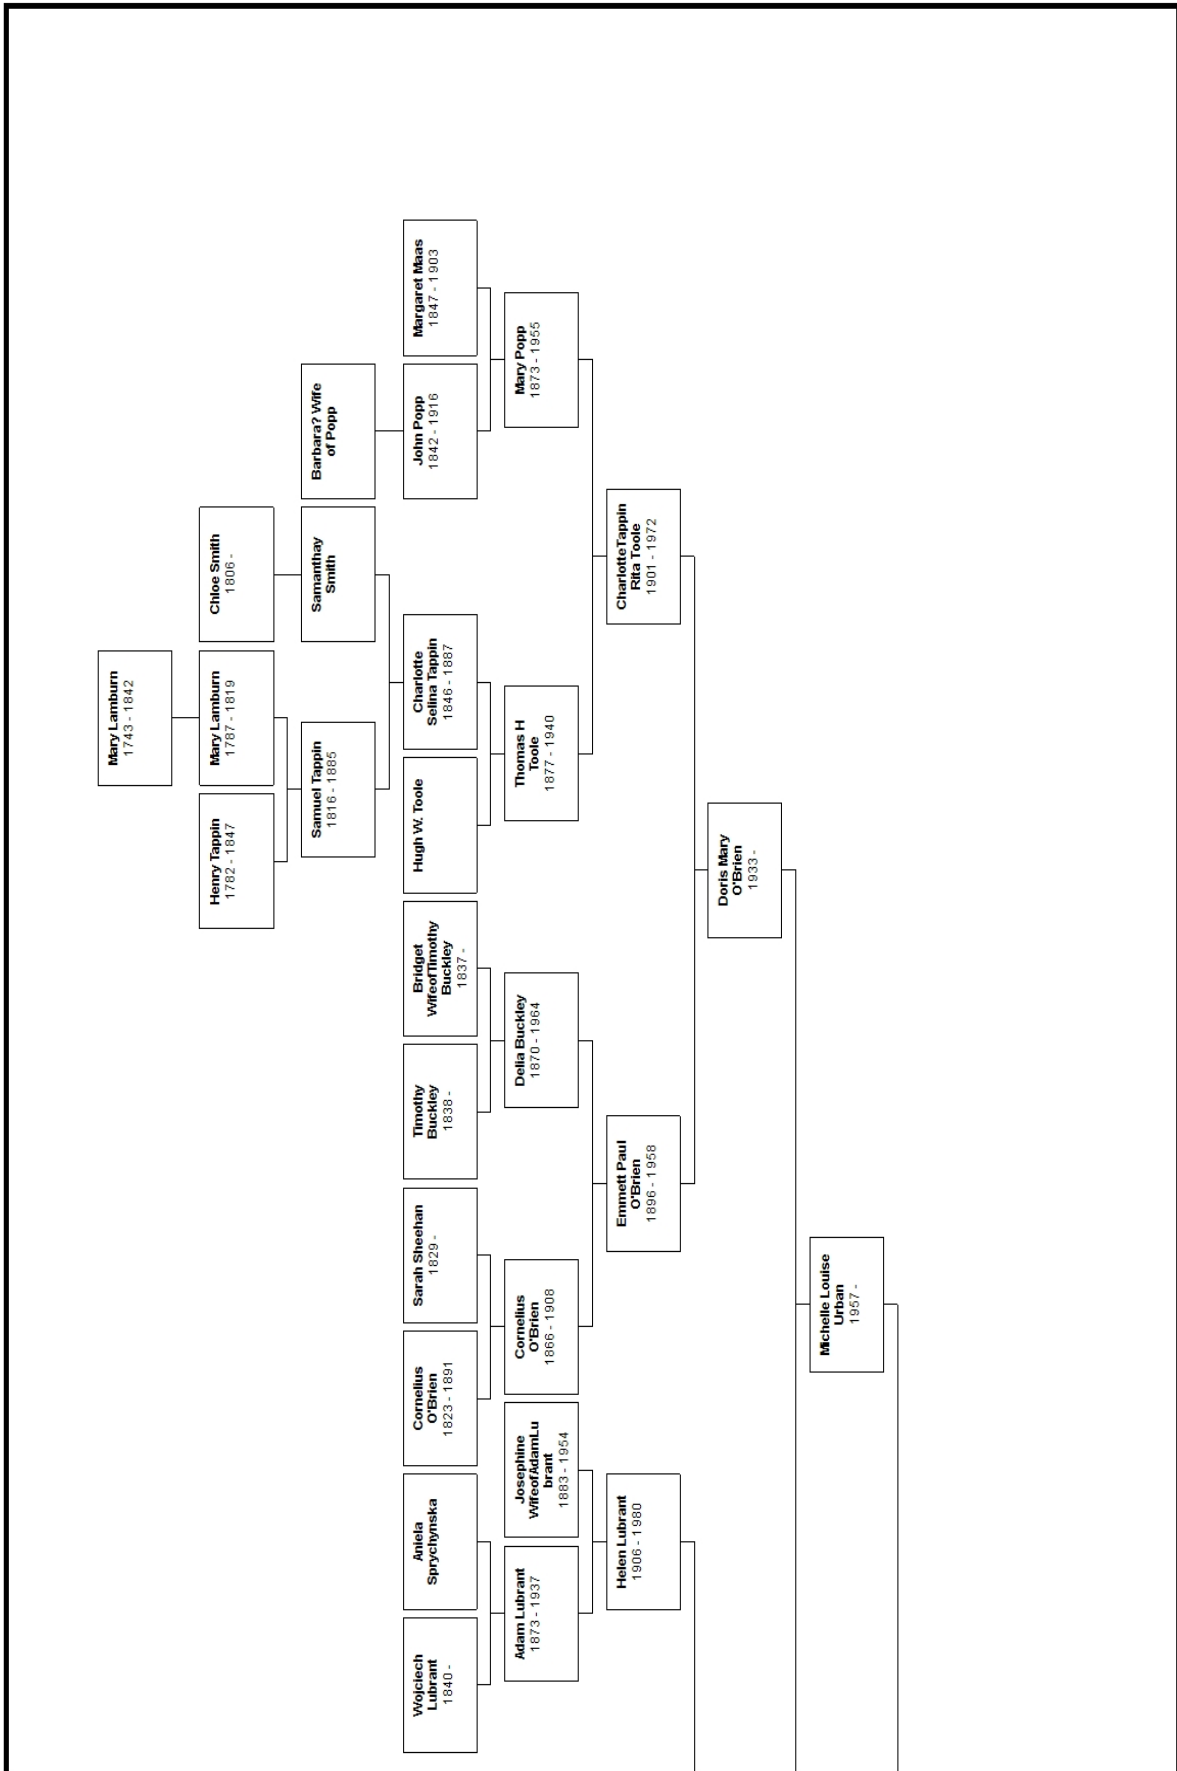 Mary Lamburn
1743 - 1842
Henry Tappin
1782 - 1847
Mary Lamburn
1787 - 1819
Chloe Smith
1806 -
Samuel Tappin
1816 - 1885
Samanthay
Smith
Barbara? Wife
of Popp
Wojciech
Lubrant
1840 -
Aniela
Sprychynska
Cornelius
O'Brien
1823 - 1891
Sarah Sheehan
1829 -
Timothy
Buckley
1838 -
Bridget
WifeofTimothy
Buckley
1837 -
Hugh W. Toole
Charlotte
Selina Tappin
1846 - 1887
John Popp
1842 - 1916
Margaret Maas
1847 - 1903
Adam Lubrant
1873 - 1937
Josephine
WifeofAdamLu
brant
1883 - 1954
Cornelius
O'Brien
1866 - 1908
Delia Buckley
1870 - 1964
Thomas H
Toole
1877 - 1940
Mary Popp
1873 - 1955
Helen Lubrant
1906 - 1980
Emmett Paul
O'Brien
1896 - 1958
CharlotteTappin
Rita Toole
1901 - 1972
Doris Mary
O'Brien
1933 -
Michelle Louise
Urban
1957 -